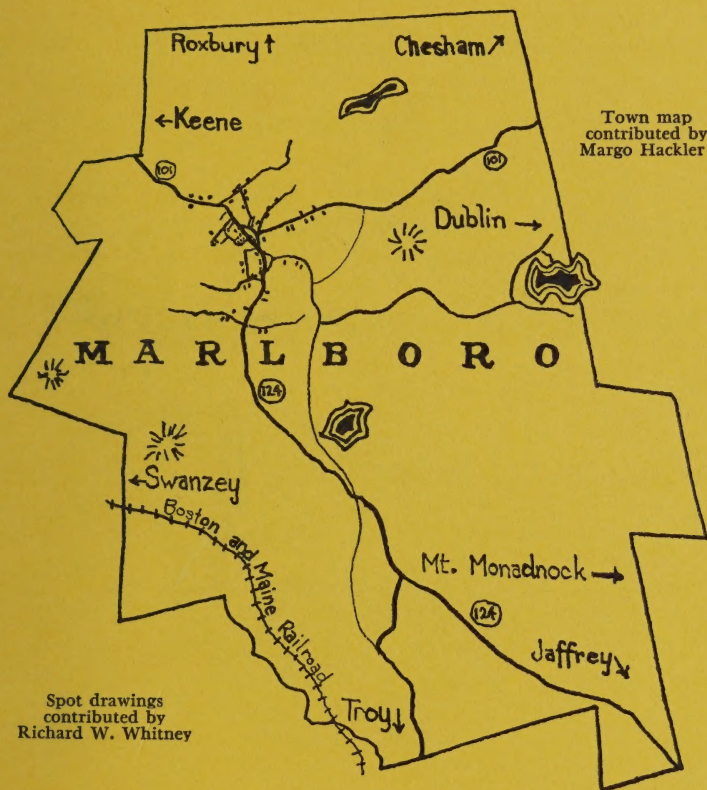 Roxbury ↑
Chesham ↗
← Keene
Town map
contributed by
Margo Hackler
101
101
Dublin →
MARLBORO
124
← Swanzey
Boston and Maine Railroad
Mt. Monadnock →
124
Jaffrey ↘
Troy ↓
Spot drawings
contributed by
Richard W. Whitney